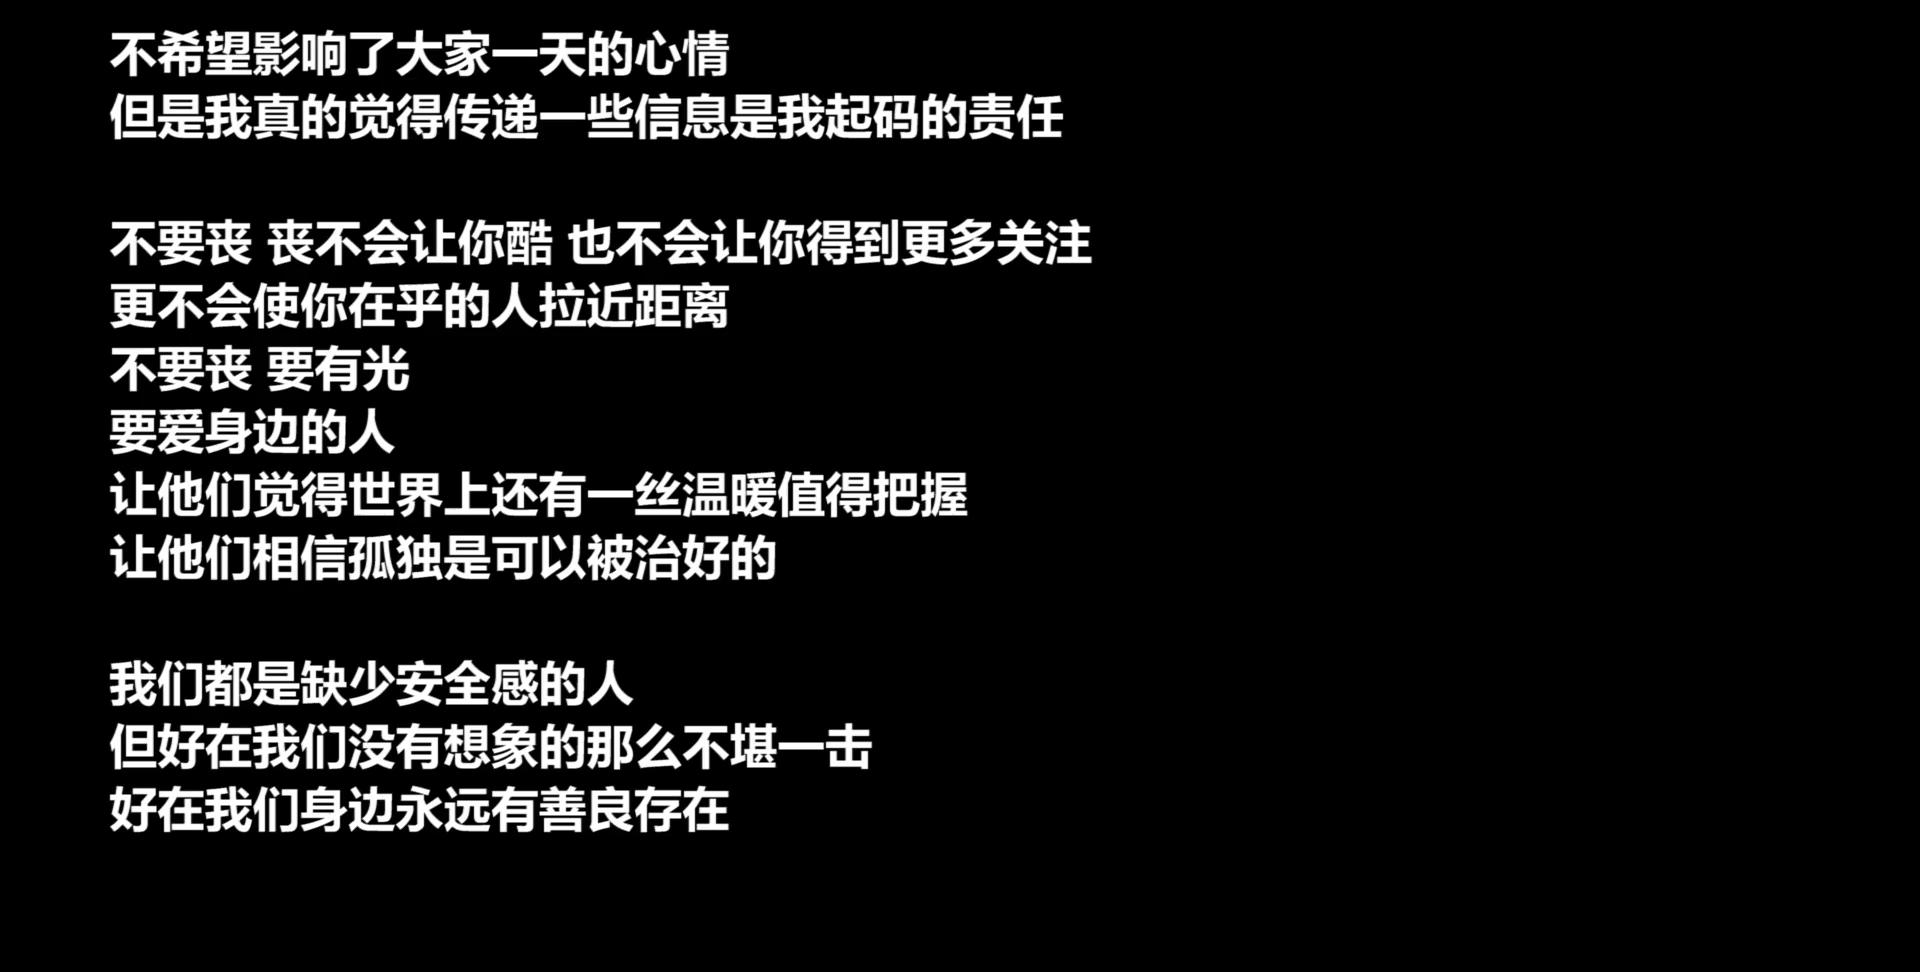 不希望影响了大家一天的心情
但是我真的觉得传递一些信息是我起码的责任
不要丧 丧不会让你酷 也不会让你得到更多关注
更不会使你在乎的人拉近距离
不要丧 要有光
要爱身边的人
让他们觉得世界上还有一丝温暖值得把握
让他们相信孤独是可以被治好的
我们都是缺少安全感的人
但好在我们没有想象的那么不堪一击
好在我们身边永远有善良存在